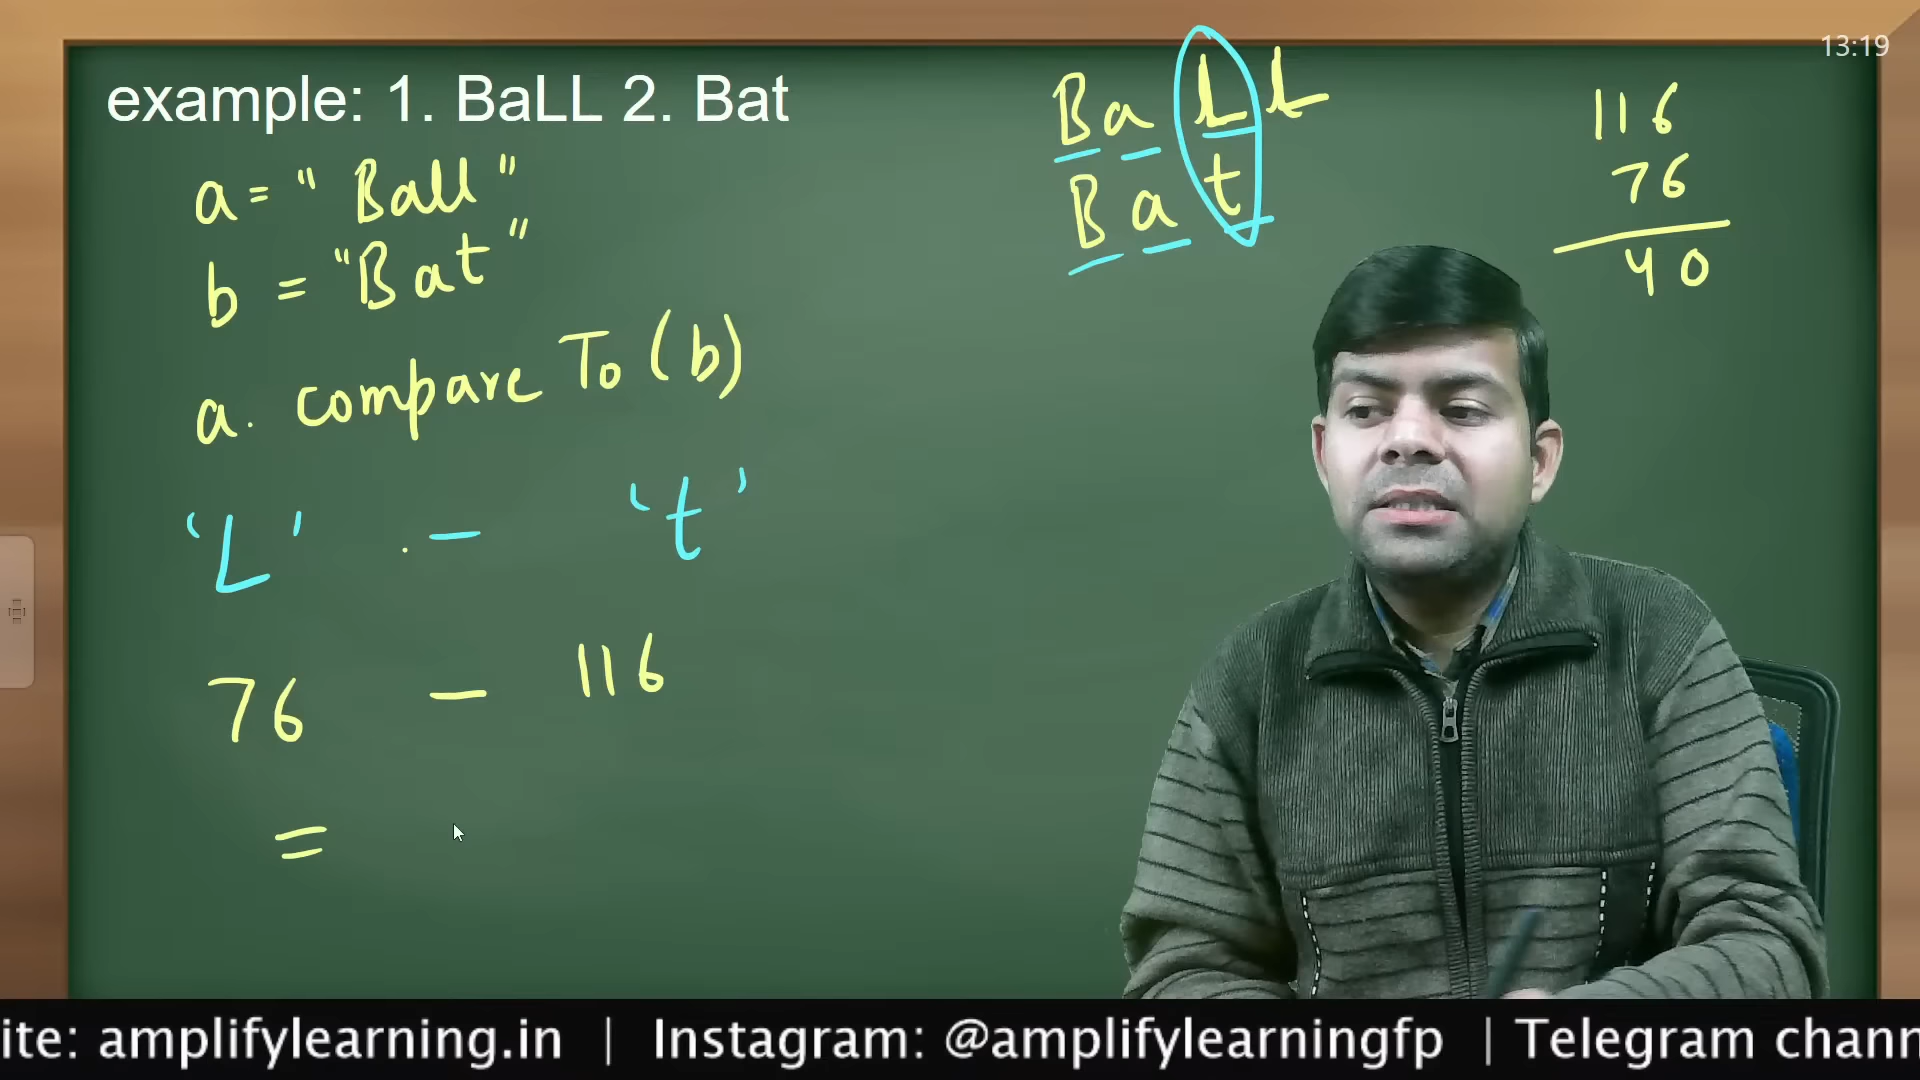 13:19
example: 1. BaLL 2. Bat
a = "Ball"
b = "Bat"
a. compare To (b)
'L' - 't'
76 - 116
=
BaLL
Bat
116
76
40
ite: amplifylearning.in | Instagram: @amplifylearningfp | Telegram chann